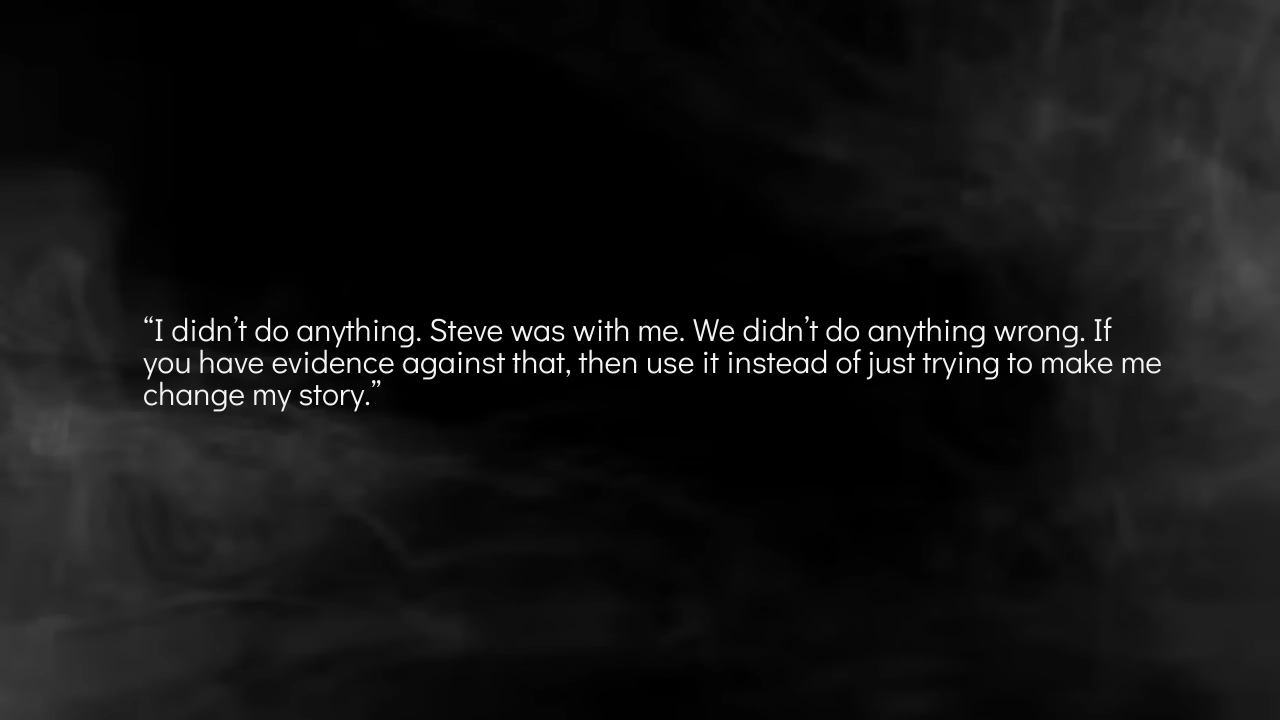 “I didn’t do anything. Steve was with me. We didn’t do anything wrong. If
you have evidence against that, then use it instead of just trying to make me
change my story.”